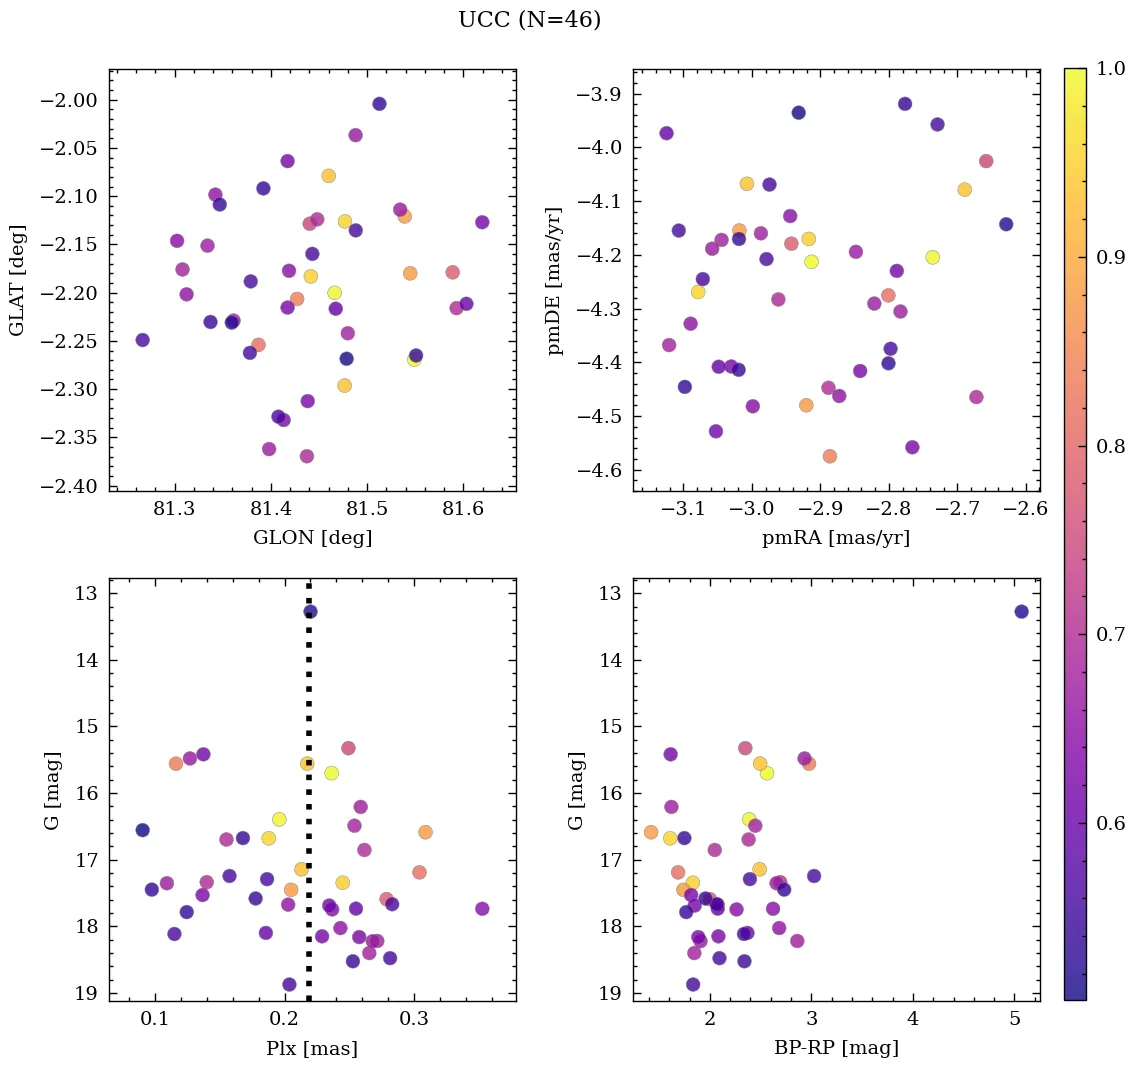 UCC (N=46)
−2.00
−2.05
−2.10
−2.15
−2.20
−2.25
−2.30
−2.35
−2.40
GLAT [deg]
81.3 81.4 81.5 81.6
GLON [deg]
−3.9
−4.0
−4.1
−4.2
−4.3
−4.4
−4.5
−4.6
pmDE [mas/yr]
−3.1 −3.0 −2.9 −2.8 −2.7 −2.6
pmRA [mas/yr]
13
14
15
16
17
18
19
G [mag]
0.1 0.2 0.3
Plx [mas]
13
14
15
16
17
18
19
G [mag]
2 3 4 5
BP-RP [mag]
1.0
0.9
0.8
0.7
0.6